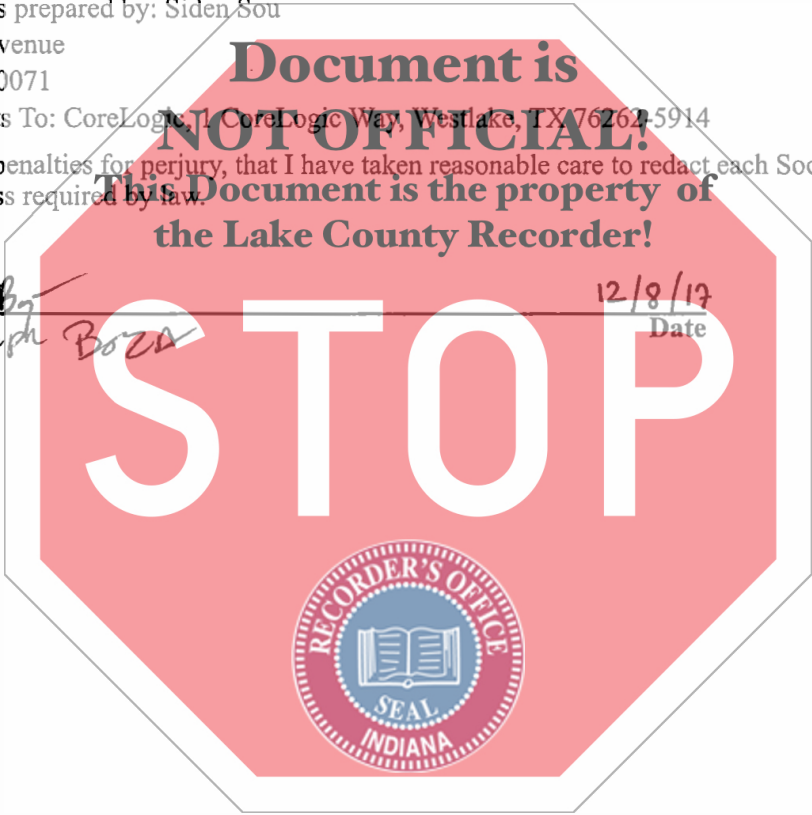 s prepared by: Siden Sou
Document is
venue
0071
NOT OFFICIAL!
s To: CoreLogic, 1 CoreLogic Way, Westlake, TX 76262-5914
penalties for perjury, that I have taken reasonable care to redact each Soc
This Document is the property of
s required by law.
the Lake County Recorder!
12/8/17
Date
Boza
STOP
RECORDER'S OFFICE
SEAL
INDIANA